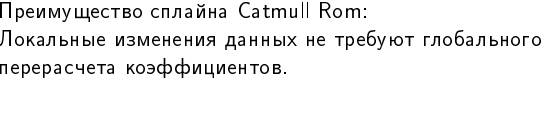 Преимущество сплайна Catmull Rom:
Локальные изменения данных не требуют глобального
перерасчета коэффициентов.